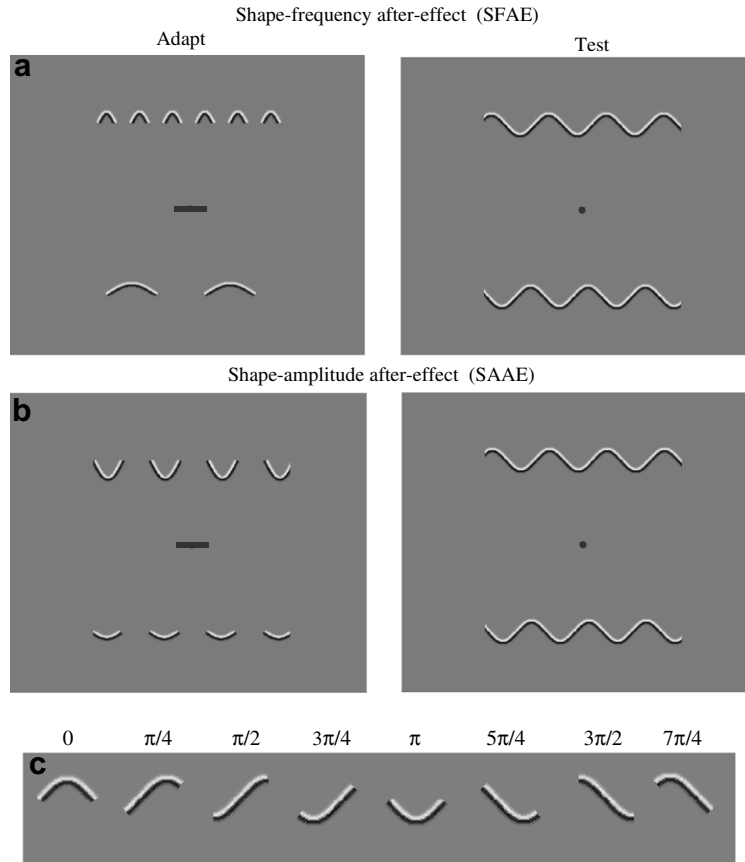 Shape-frequency after-effect (SFAE)
Adapt Test
a
Shape-amplitude after-effect (SAAE)
b
0 π/4 π/2 3π/4 π 5π/4 3π/2 7π/4
c